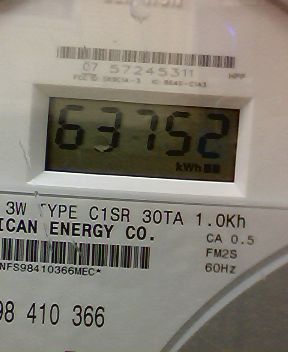 07 57245311 HPP
63752
kWh
3W TYPE C1SR 30TA 1.0Kh
ICAN ENERGY CO. CA 0.5
FM2S
NFS98410366MEC* 60Hz
98 410 366